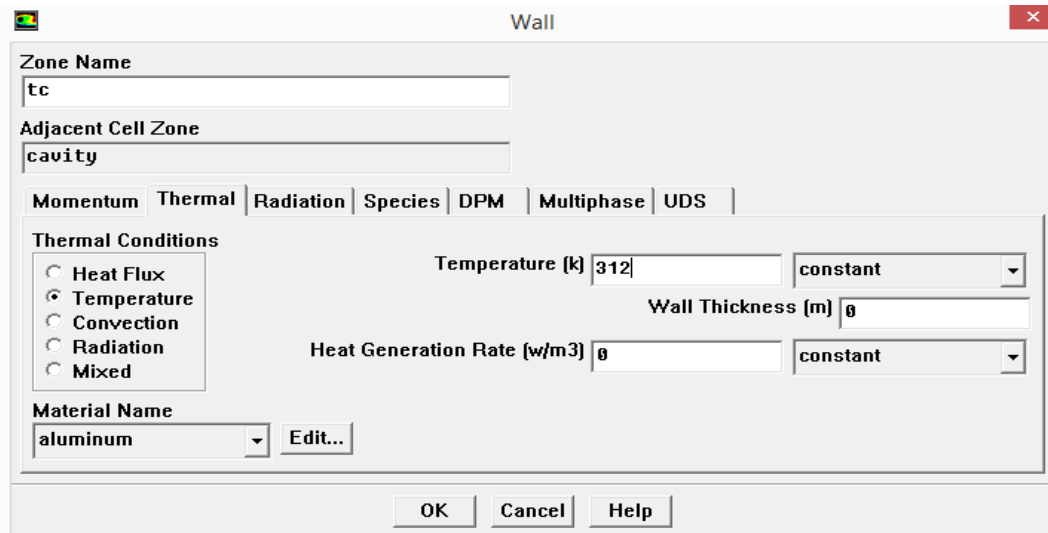 Wall
Zone Name
tc
Adjacent Cell Zone
cavity
Momentum Thermal Radiation Species DPM Multiphase UDS
Thermal Conditions
Heat Flux
Temperature
Convection
Radiation
Mixed
Temperature (k) 312 constant
Wall Thickness (m) 0
Heat Generation Rate (w/m3) 0 constant
Material Name
aluminum Edit...
OK Cancel Help